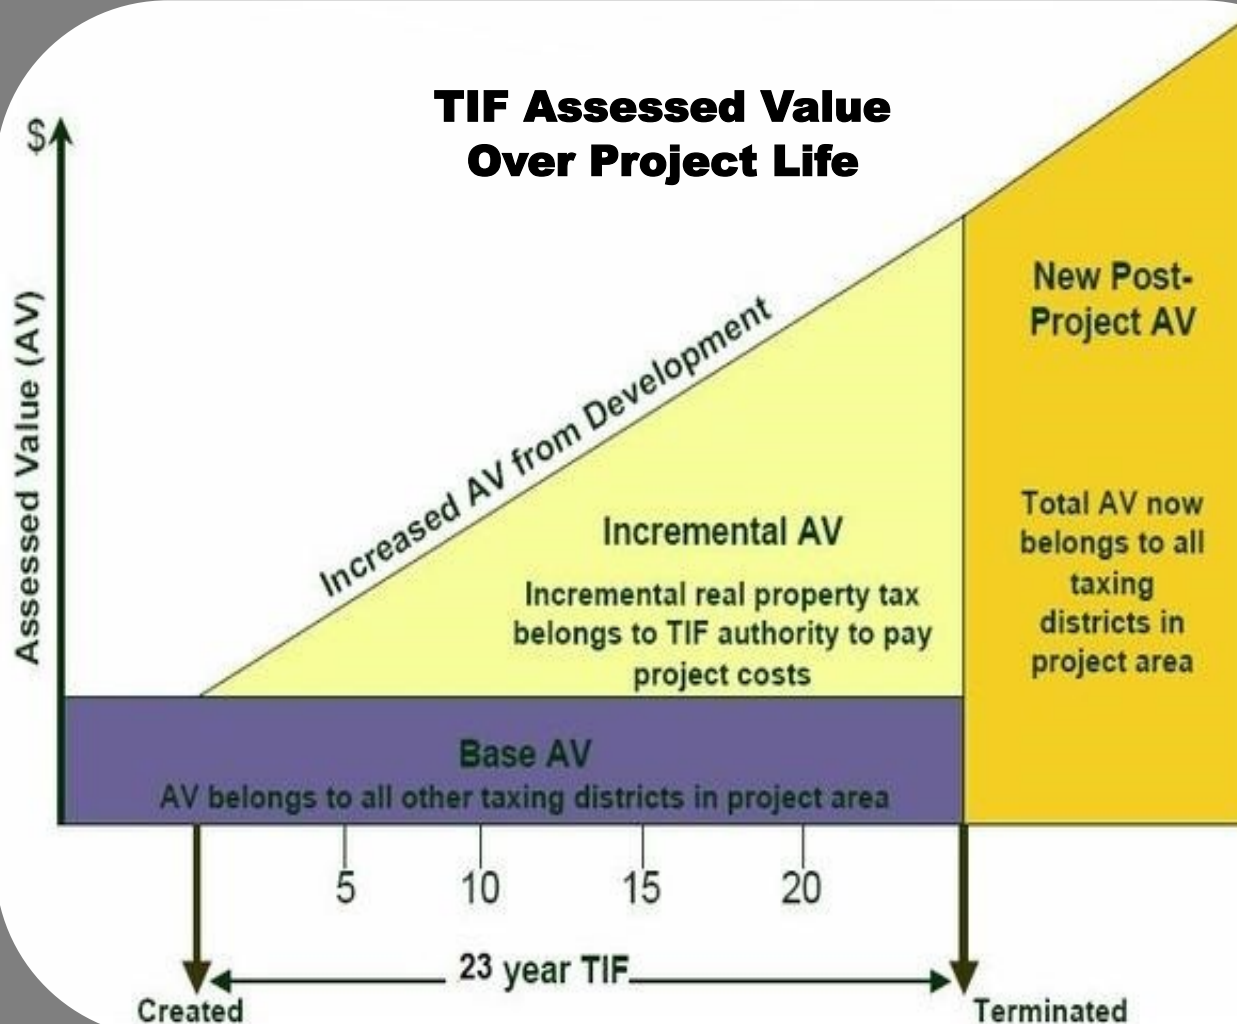 TIF Assessed Value
Over Project Life
$
Assessed Value (AV)
Increased AV from Development
New Post-
Project AV
Incremental AV
Incremental real property tax
belongs to TIF authority to pay
project costs
Total AV now
belongs to all
taxing
districts in
project area
Base AV
AV belongs to all other taxing districts in project area
5 10 15 20
23 year TIF
Created
Terminated